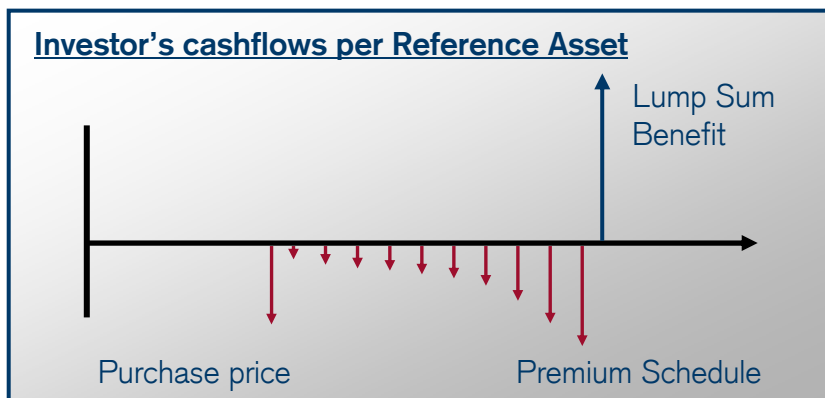 Investor's cashflows per Reference Asset
Lump Sum
Benefit
Purchase price
Premium Schedule